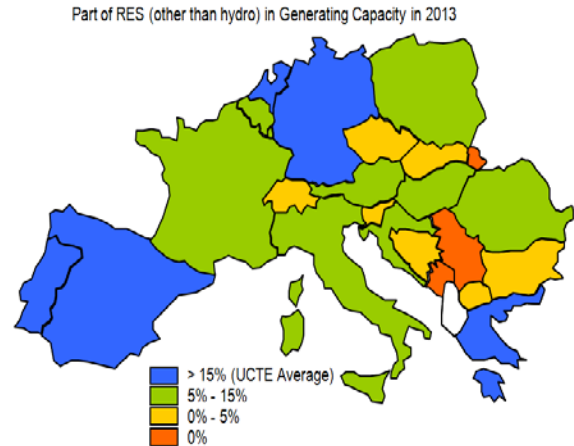 Part of RES (other than hydro) in Generating Capacity in 2013
> 15% (UCTE Average)
5% - 15%
0% - 5%
0%